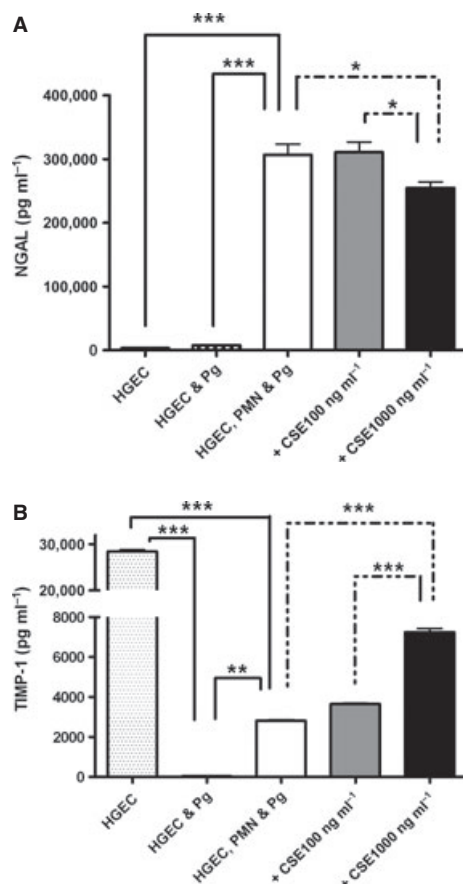 A
***
***
*
*
400,000
300,000
200,000
100,000
0
NGAL (pg ml⁻¹)
HGEC
HGEC & Pg
HGEC, PMN & Pg
+ CSE100 ng ml⁻¹
+ CSE1000 ng ml⁻¹
B
***
***
***
***
**
30,000
20,000
8000
6000
4000
2000
0
TIMP-1 (pg ml⁻¹)
HGEC
HGEC & Pg
HGEC, PMN & Pg
+ CSE100 ng ml⁻¹
+ CSE1000 ng ml⁻¹